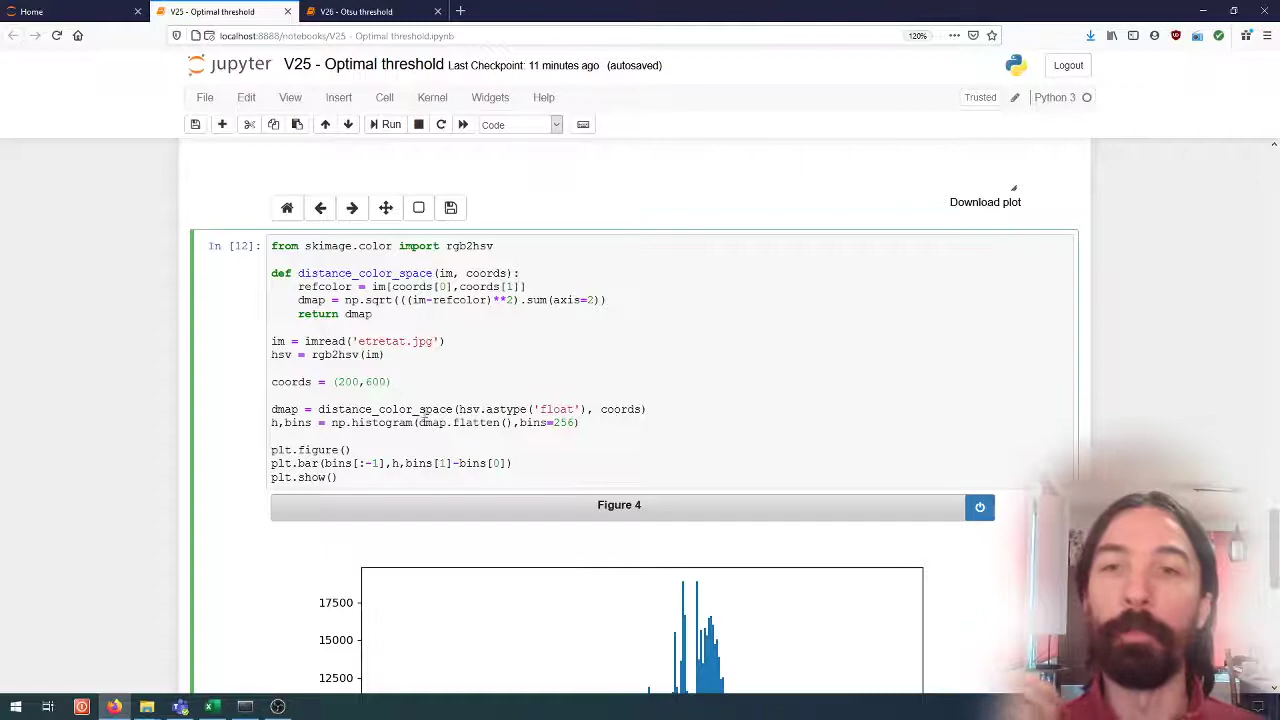 Home
V25 - Optimal threshold
V26 - Otsu threshold
localhost:8888/notebooks/V25 - Optimal threshold.ipynb
120%
jupyter V25 - Optimal threshold Last Checkpoint: 11 minutes ago (autosaved)
Logout
File Edit View Insert Cell Kernel Widgets Help
Trusted Python 3
Run Code
Download plot
In [12]: from skimage.color import rgb2hsv
def distance_color_space(im, coords):
refcolor = im[coords[0],coords[1]]
dmap = np.sqrt(((im-refcolor)**2).sum(axis=2))
return dmap
im = imread('etretat.jpg')
hsv = rgb2hsv(im)
coords = (200,600)
dmap = distance_color_space(hsv.astype('float'), coords)
h,bins = np.histogram(dmap.flatten(),bins=256)
plt.figure()
plt.bar(bins[:-1],h,bins[1]-bins[0])
plt.show()
Figure 4
17500
15000
12500